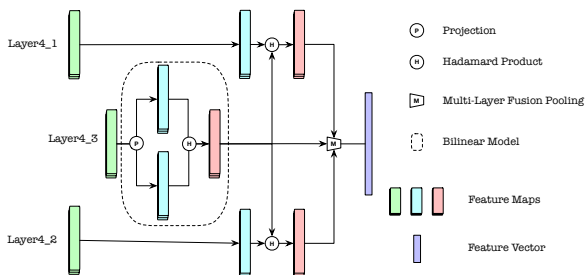 Layer4_1
Layer4_3
Layer4_2
P
H
H
H
M
P Projection
H Hadamard Product
M Multi-Layer Fusion Pooling
Bilinear Model
Feature Maps
Feature Vector